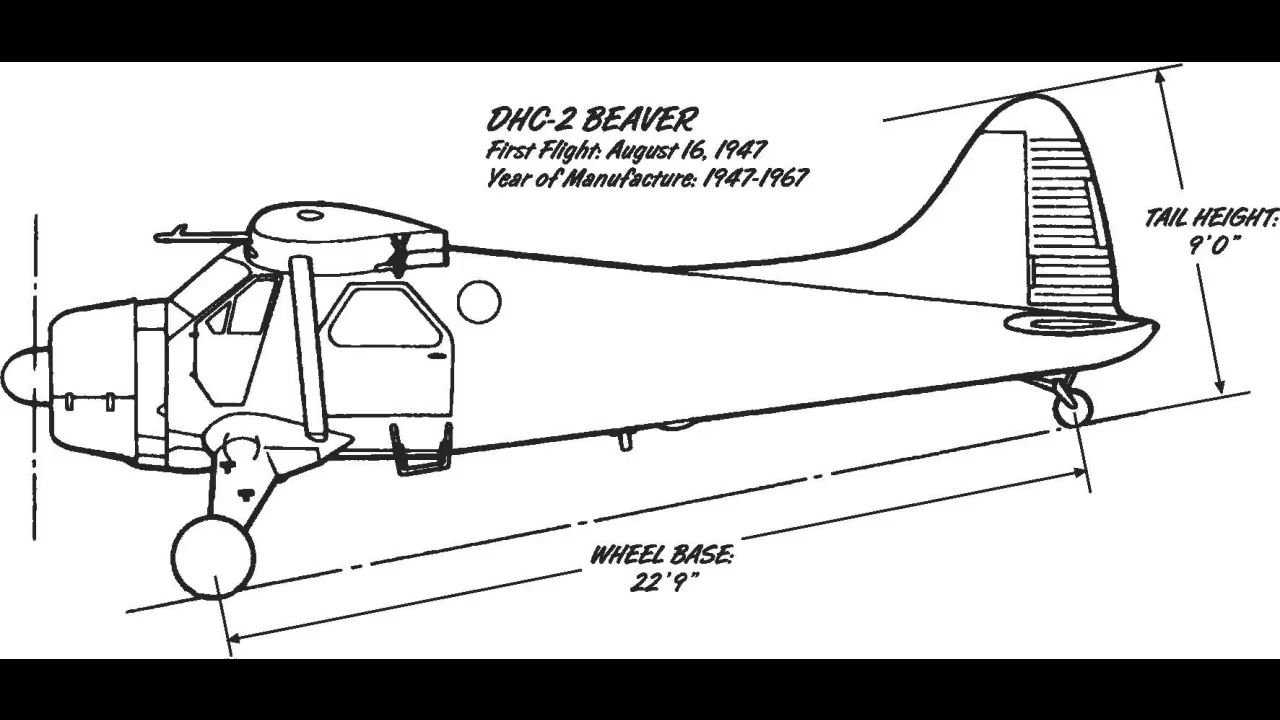 DHC-2 BEAVER
First Flight: August 16, 1947
Year of Manufacture: 1947-1967
TAIL HEIGHT:
9'0"
WHEEL BASE:
22'9"